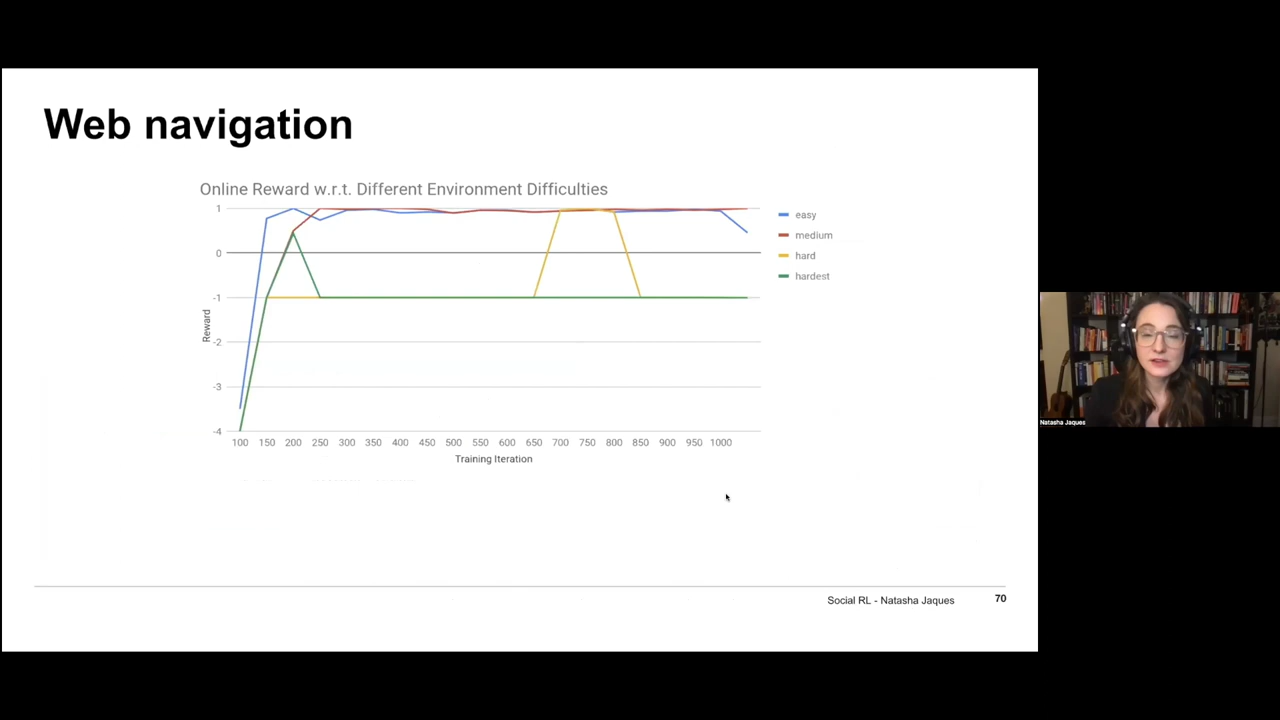 Web navigation
Online Reward w.r.t. Different Environment Difficulties
1
0
-1
-2
-3
-4
Reward
100 150 200 250 300 350 400 450 500 550 600 650 700 750 800 850 900 950 1000
Training Iteration
easy
medium
hard
hardest
Natasha Jaques
Social RL - Natasha Jaques
70